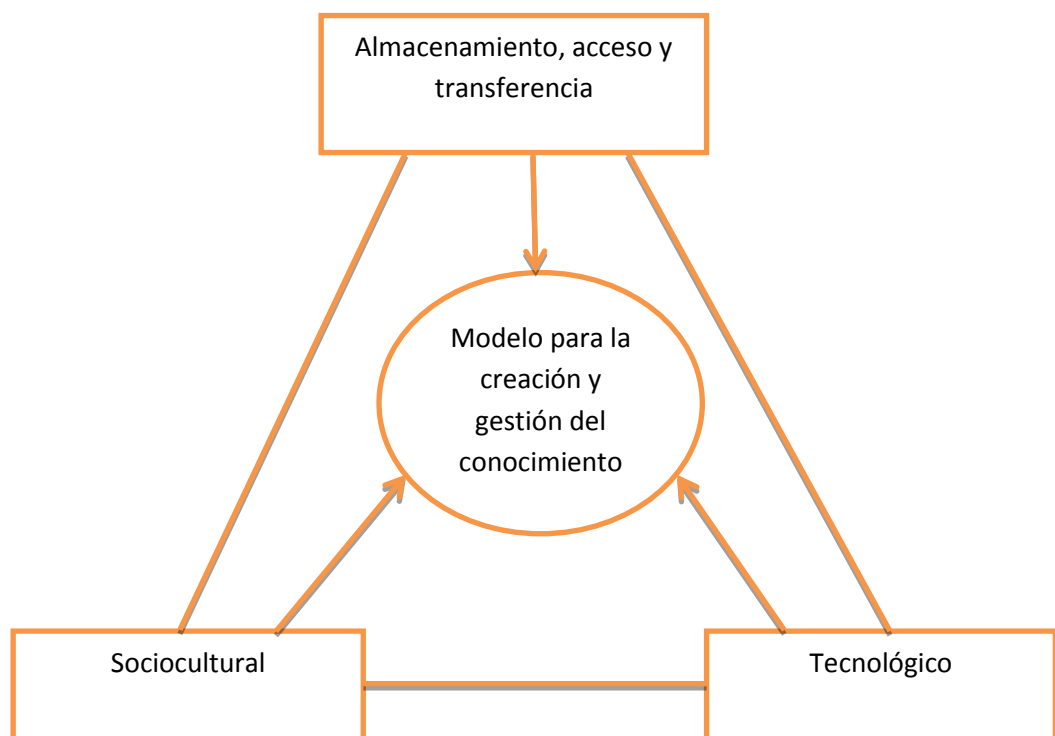 Almacenamiento, acceso y
transferencia
Modelo para la
creación y
gestión del
conocimiento
Sociocultural
Tecnológico